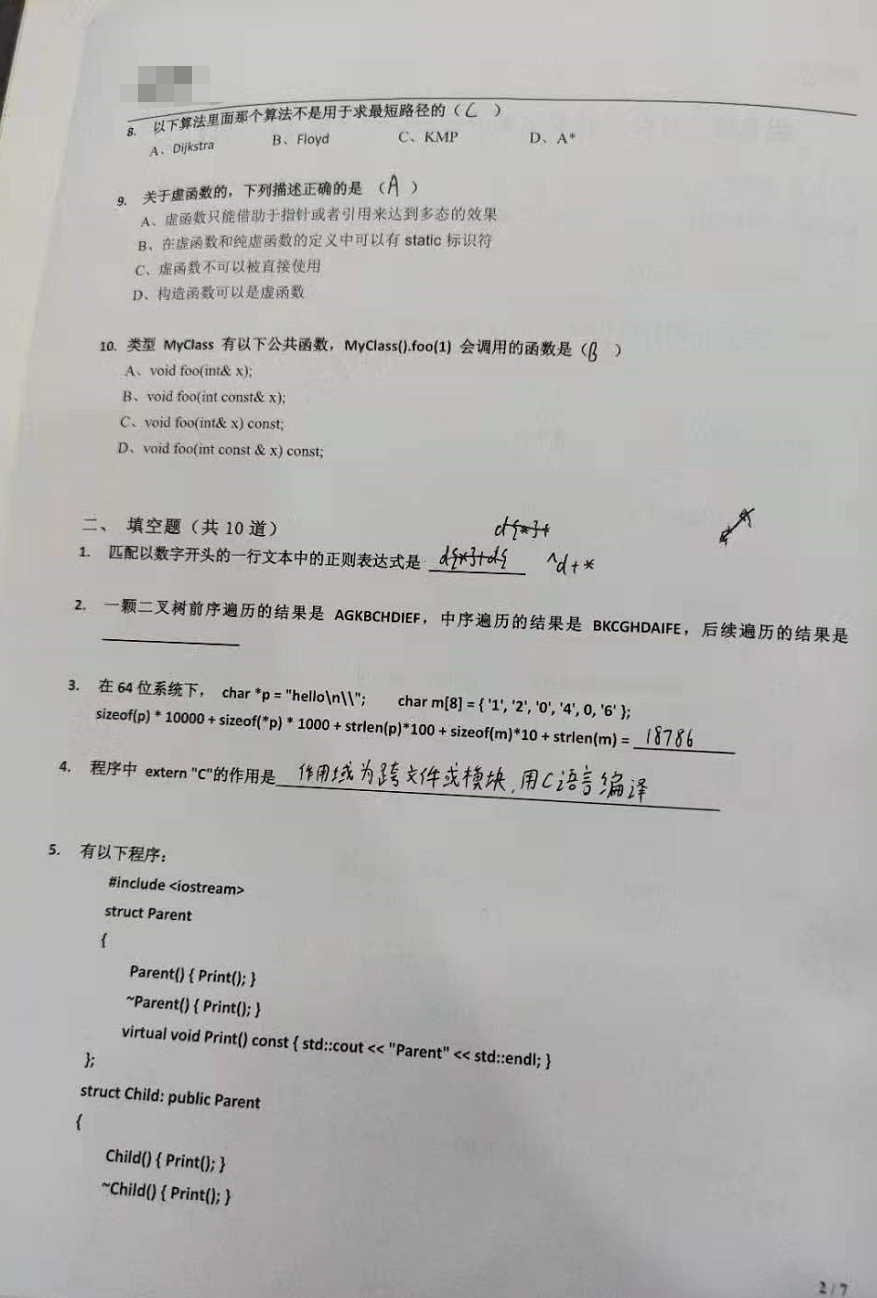 8. 以下算法里面那个算法不是用于求最短路径的（ C ）
A、Dijkstra B、Floyd C、KMP D、A*
9. 关于虚函数的，下列描述正确的是 （ A ）
A、虚函数只能借助于指针或者引用来达到多态的效果
B、在虚函数和纯虚函数的定义中可以有 static 标识符
C、虚函数不可以被直接使用
D、构造函数可以是虚函数
10. 类型 MyClass 有以下公共函数，MyClass().foo(1) 会调用的函数是（ B ）
A、void foo(int& x);
B、void foo(int const& x);
C、void foo(int& x) const;
D、void foo(int const & x) const;
二、 填空题（共 10 道）
1. 匹配以数字开头的一行文本中的正则表达式是 ^d+*
2. 一颗二叉树前序遍历的结果是 AGKBCHDIEF，中序遍历的结果是 BKCGHDAIFE，后续遍历的结果是
3. 在 64 位系统下， char *p = "hello\n\\"; char m[8] = { '1', '2', '0', '4', 0, '6' };
sizeof(p) * 10000 + sizeof(*p) * 1000 + strlen(p)*100 + sizeof(m)*10 + strlen(m) = 18786
4. 程序中 extern "C"的作用是 作用域为跨文件或模块,用C语言编译
5. 有以下程序：
#include <iostream>
struct Parent
{
Parent() { Print(); }
~Parent() { Print(); }
virtual void Print() const { std::cout << "Parent" << std::endl; }
};
struct Child: public Parent
{
Child() { Print(); }
~Child() { Print(); }
2 / 7